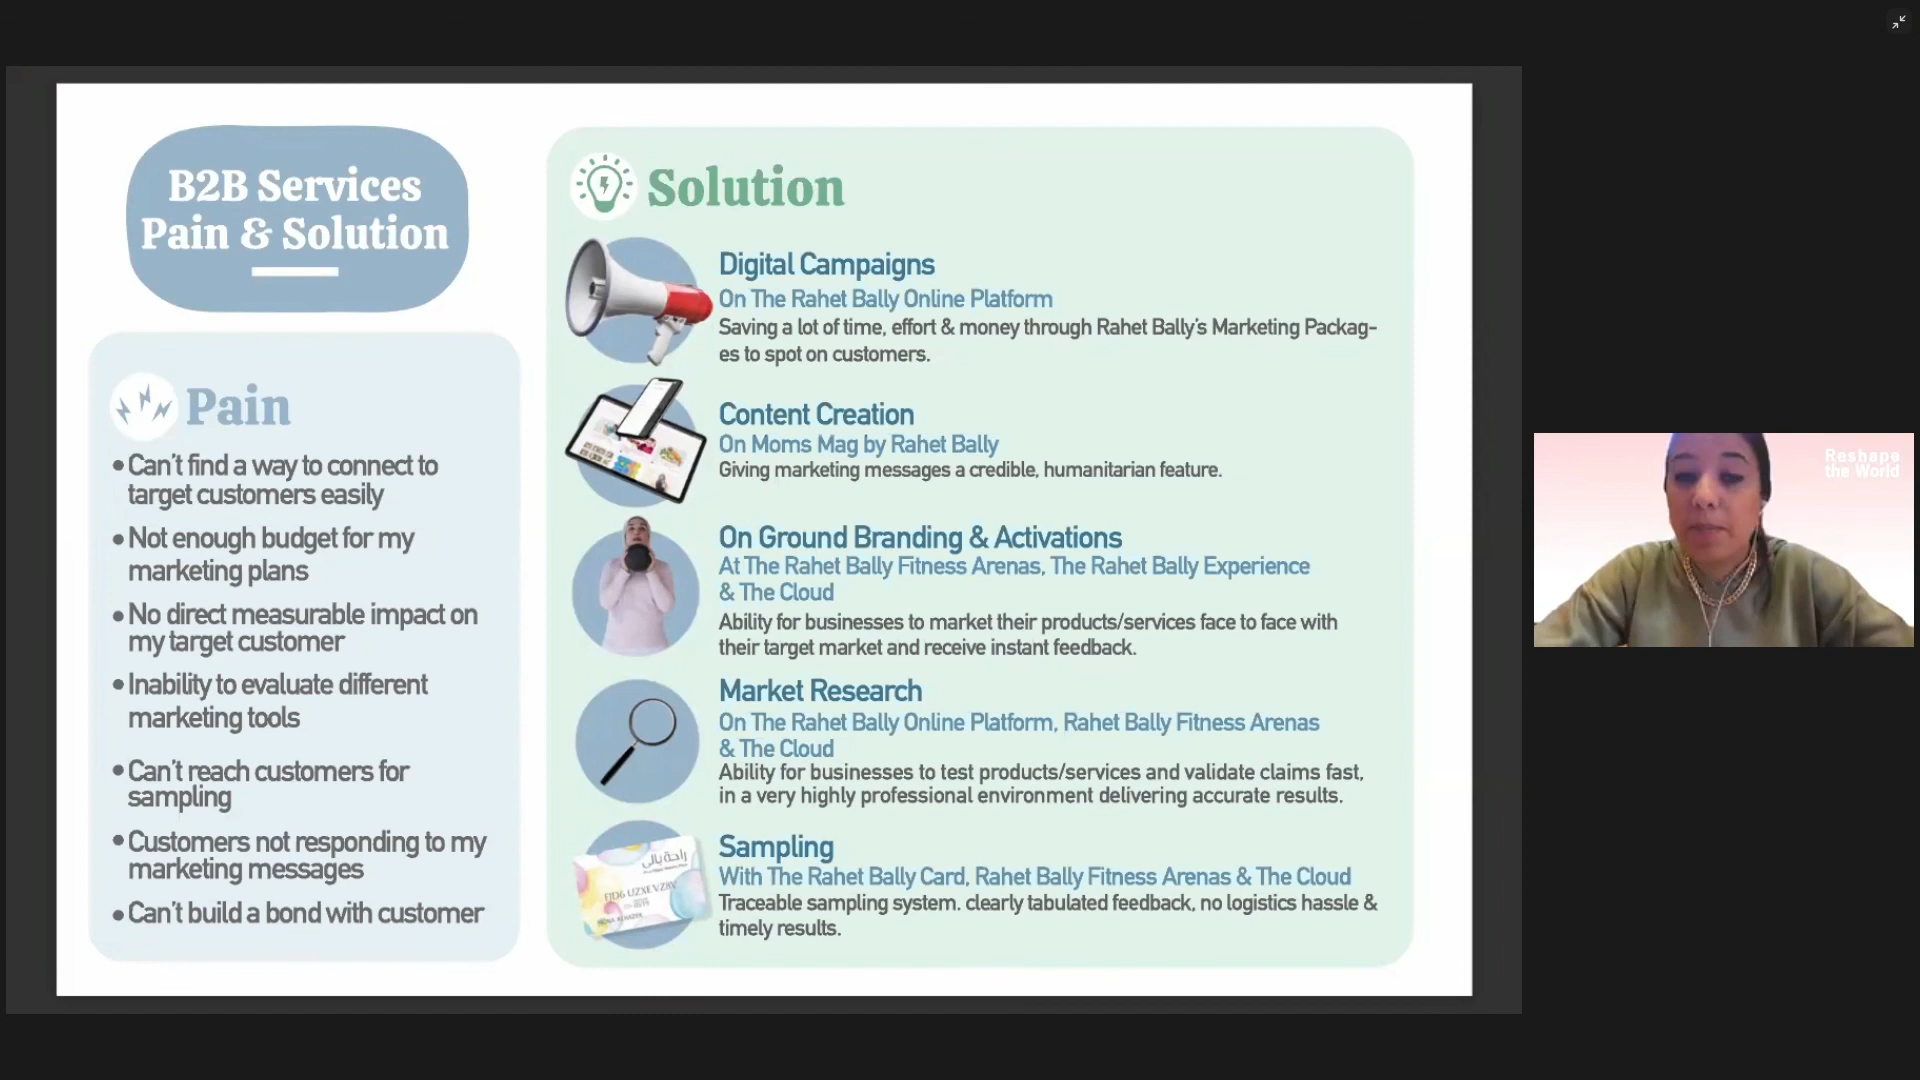 B2B Services
Pain & Solution
Pain
•Can't find a way to connect to
target customers easily
•Not enough budget for my
marketing plans
•No direct measurable impact on
my target customer
•Inability to evaluate different
marketing tools
•Can't reach customers for
sampling
•Customers not responding to my
marketing messages
•Can't build a bond with customer
Solution
Digital Campaigns
On The Rahet Bally Online Platform
Saving a lot of time, effort & money through Rahet Bally's Marketing Packag-
es to spot on customers.
Content Creation
On Moms Mag by Rahet Bally
Giving marketing messages a credible, humanitarian feature.
On Ground Branding & Activations
At The Rahet Bally Fitness Arenas, The Rahet Bally Experience
& The Cloud
Ability for businesses to market their products/services face to face with
their target market and receive instant feedback.
Market Research
On The Rahet Bally Online Platform, Rahet Bally Fitness Arenas
& The Cloud
Ability for businesses to test products/services and validate claims fast,
in a very highly professional environment delivering accurate results.
راحة بالى
Sampling
With The Rahet Bally Card, Rahet Bally Fitness Arenas & The Cloud
Traceable sampling system. clearly tabulated feedback, no logistics hassle &
timely results.
Reshape
the World